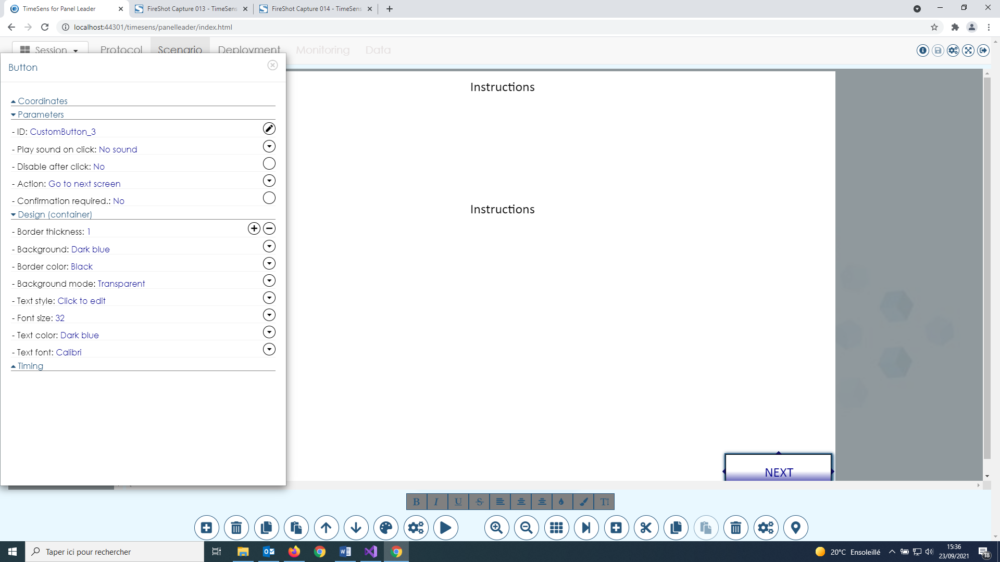 TimeSens for Panel Leader
FireShot Capture 013 - TimeSens
FireShot Capture 014 - TimeSens
localhost:44301/timesens/panelleader/index.html
Session
Protocol
Scenario
Deployment
Monitoring
Data
Button
Coordinates
Parameters
- ID: CustomButton_3
- Play sound on click: No sound
- Disable after click: No
- Action: Go to next screen
- Confirmation required.: No
Design (container)
- Border thickness: 1
- Background: Dark blue
- Border color: Black
- Background mode: Transparent
- Text style: Click to edit
- Font size: 32
- Text color: Dark blue
- Text font: Calibri
Timing
Instructions
Instructions
NEXT
B I U S
Taper ici pour rechercher
20°C Ensoleillé
15:36
23/09/2021
18